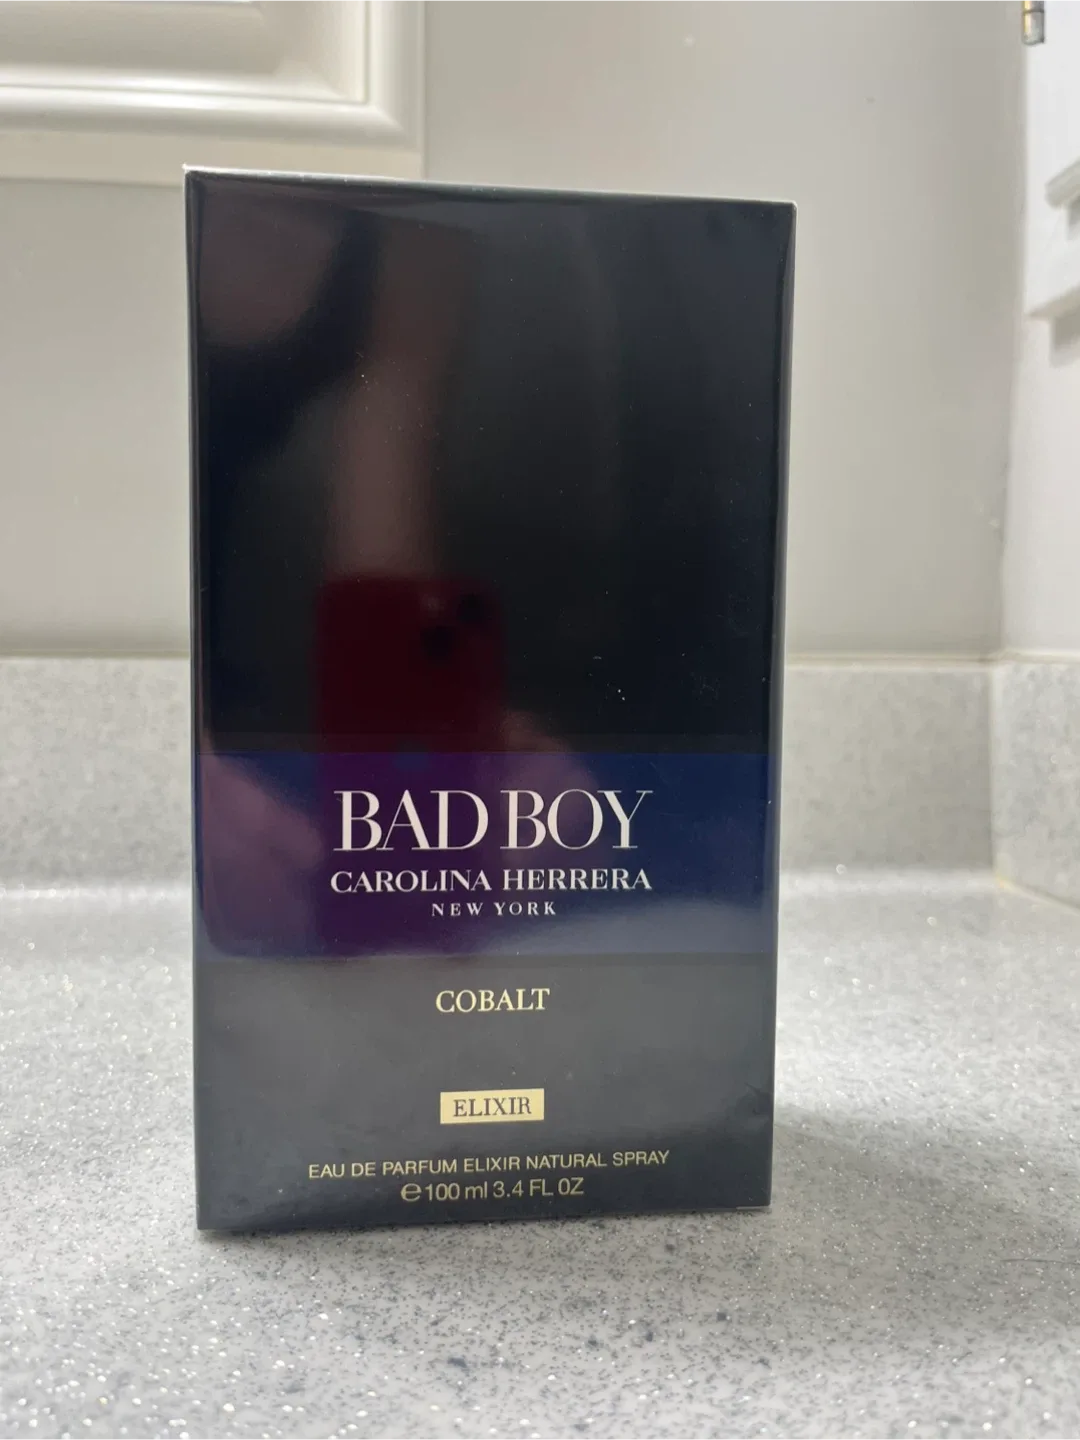 BAD BOY
CAROLINA HERRERA
NEW YORK
COBALT
ELIXIR
EAU DE PARFUM ELIXIR NATURAL SPRAY
℮ 100 ml 3.4 FL OZ